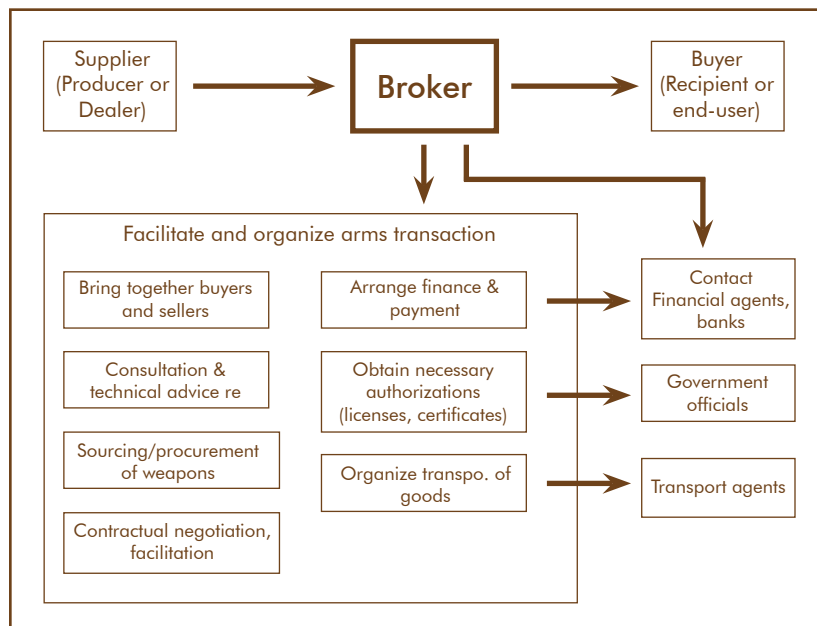 Supplier
(Producer or
Dealer)
Broker
Buyer
(Recipient or
end-user)
Facilitate and organize arms transaction
Bring together buyers
and sellers
Consultation &
technical advice re
Sourcing/procurement
of weapons
Contractual negotiation,
facilitation
Arrange finance &
payment
Obtain necessary
authorizations
(licenses, certificates)
Organize transpo. of
goods
Contact
Financial agents,
banks
Government
officials
Transport agents